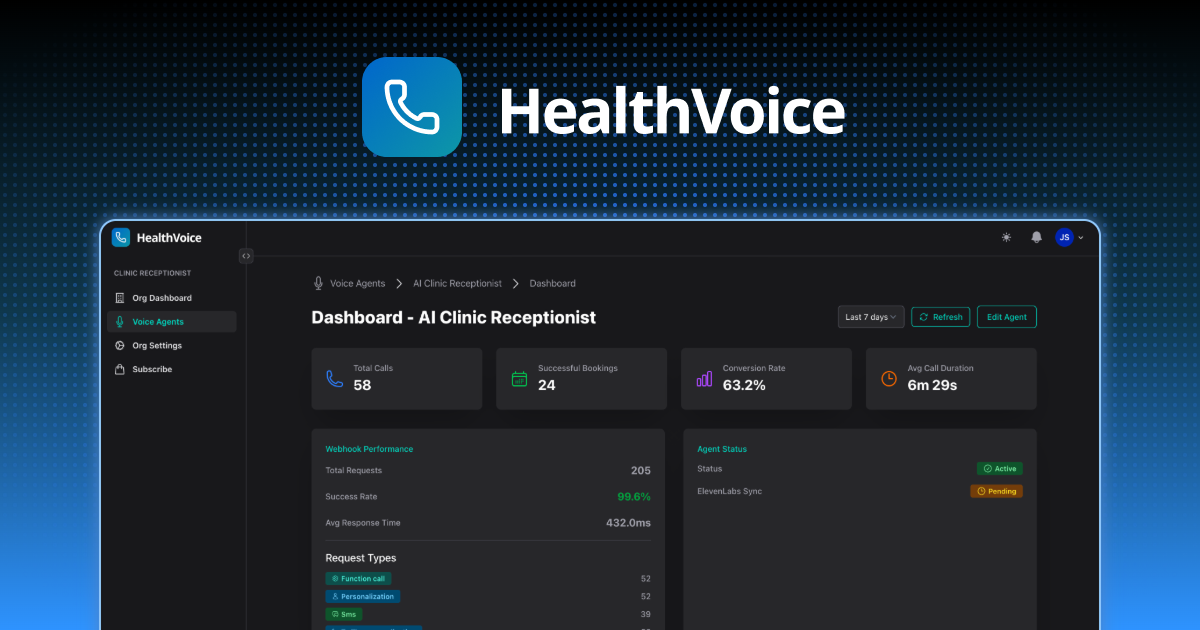 HealthVoice
HealthVoice
JS
CLINIC RECEPTIONIST
Org Dashboard
Voice Agents
Org Settings
Subscribe
Voice Agents AI Clinic Receptionist Dashboard
Dashboard - AI Clinic Receptionist
Last 7 days
Refresh
Edit Agent
Total Calls
58
Successful Bookings
24
Conversion Rate
63.2%
Avg Call Duration
6m 29s
Webhook Performance
Total Requests 205
Success Rate 99.6%
Avg Response Time 432.0ms
Request Types
Function call 52
Personalization 52
Sms 39
Agent Status
Status Active
ElevenLabs Sync Pending